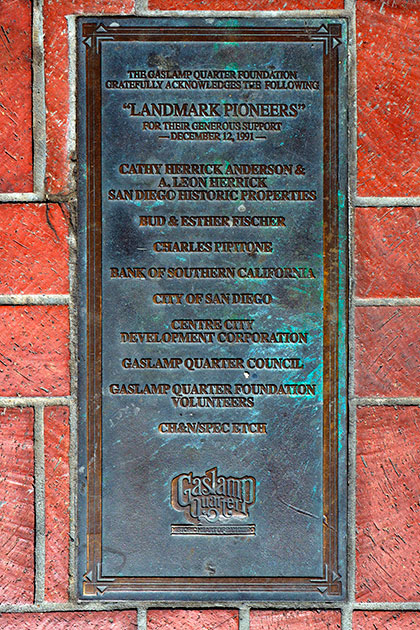 THE GASLAMP QUARTER FOUNDATION
GRATEFULLY ACKNOWLEDGES THE FOLLOWING
"LANDMARK PIONEERS"
FOR THEIR GENEROUS SUPPORT
— DECEMBER 12, 1991 —
CATHY HERRICK ANDERSON &
A. LEON HERRICK
SAN DIEGO HISTORIC PROPERTIES
BUD & ESTHER FISCHER
CHARLES PIPITONE
BANK OF SOUTHERN CALIFORNIA
CITY OF SAN DIEGO
CENTRE CITY
DEVELOPMENT CORPORATION
GASLAMP QUARTER COUNCIL
GASLAMP QUARTER FOUNDATION
VOLUNTEERS
CH&N/SPEC ETCH
Gaslamp
Quarter